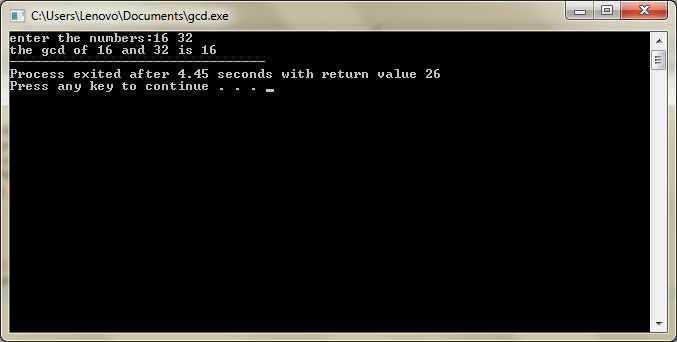 C:\Users\Lenovo\Documents\gcd.exe
enter the numbers:16 32
the gcd of 16 and 32 is 16
--------------------------------
Process exited after 4.45 seconds with return value 26
Press any key to continue . . . _